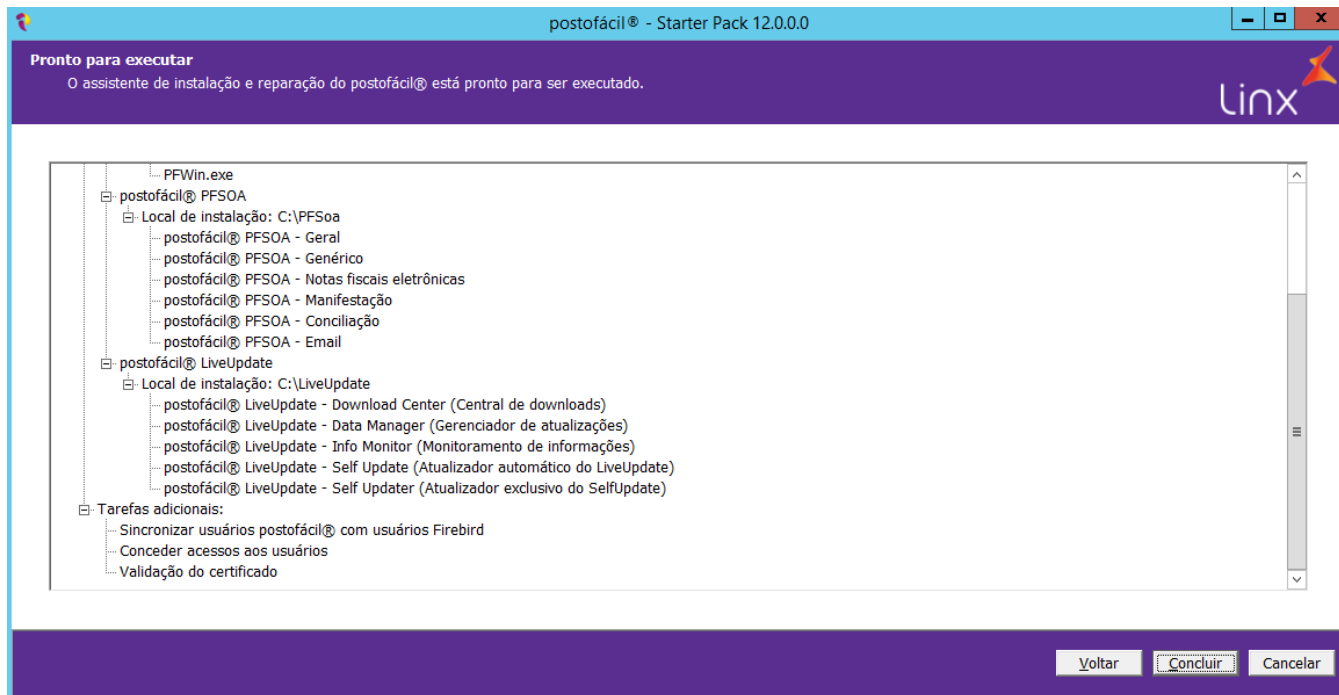 postofácil® - Starter Pack 12.0.0.0
Pronto para executar
O assistente de instalação e reparação do postofácil® está pronto para ser executado.
Linx
PFWin.exe
postofácil® PFSOA
Local de instalação: C:\PFSoa
postofácil® PFSOA - Geral
postofácil® PFSOA - Genérico
postofácil® PFSOA - Notas fiscais eletrônicas
postofácil® PFSOA - Manifestação
postofácil® PFSOA - Conciliação
postofácil® PFSOA - Email
postofácil® LiveUpdate
Local de instalação: C:\LiveUpdate
postofácil® LiveUpdate - Download Center (Central de downloads)
postofácil® LiveUpdate - Data Manager (Gerenciador de atualizações)
postofácil® LiveUpdate - Info Monitor (Monitoramento de informações)
postofácil® LiveUpdate - Self Update (Atualizador automático do LiveUpdate)
postofácil® LiveUpdate - Self Updater (Atualizador exclusivo do SelfUpdate)
Tarefas adicionais:
Sincronizar usuários postofácil® com usuários Firebird
Conceder acessos aos usuários
Validação do certificado
Voltar Concluir Cancelar